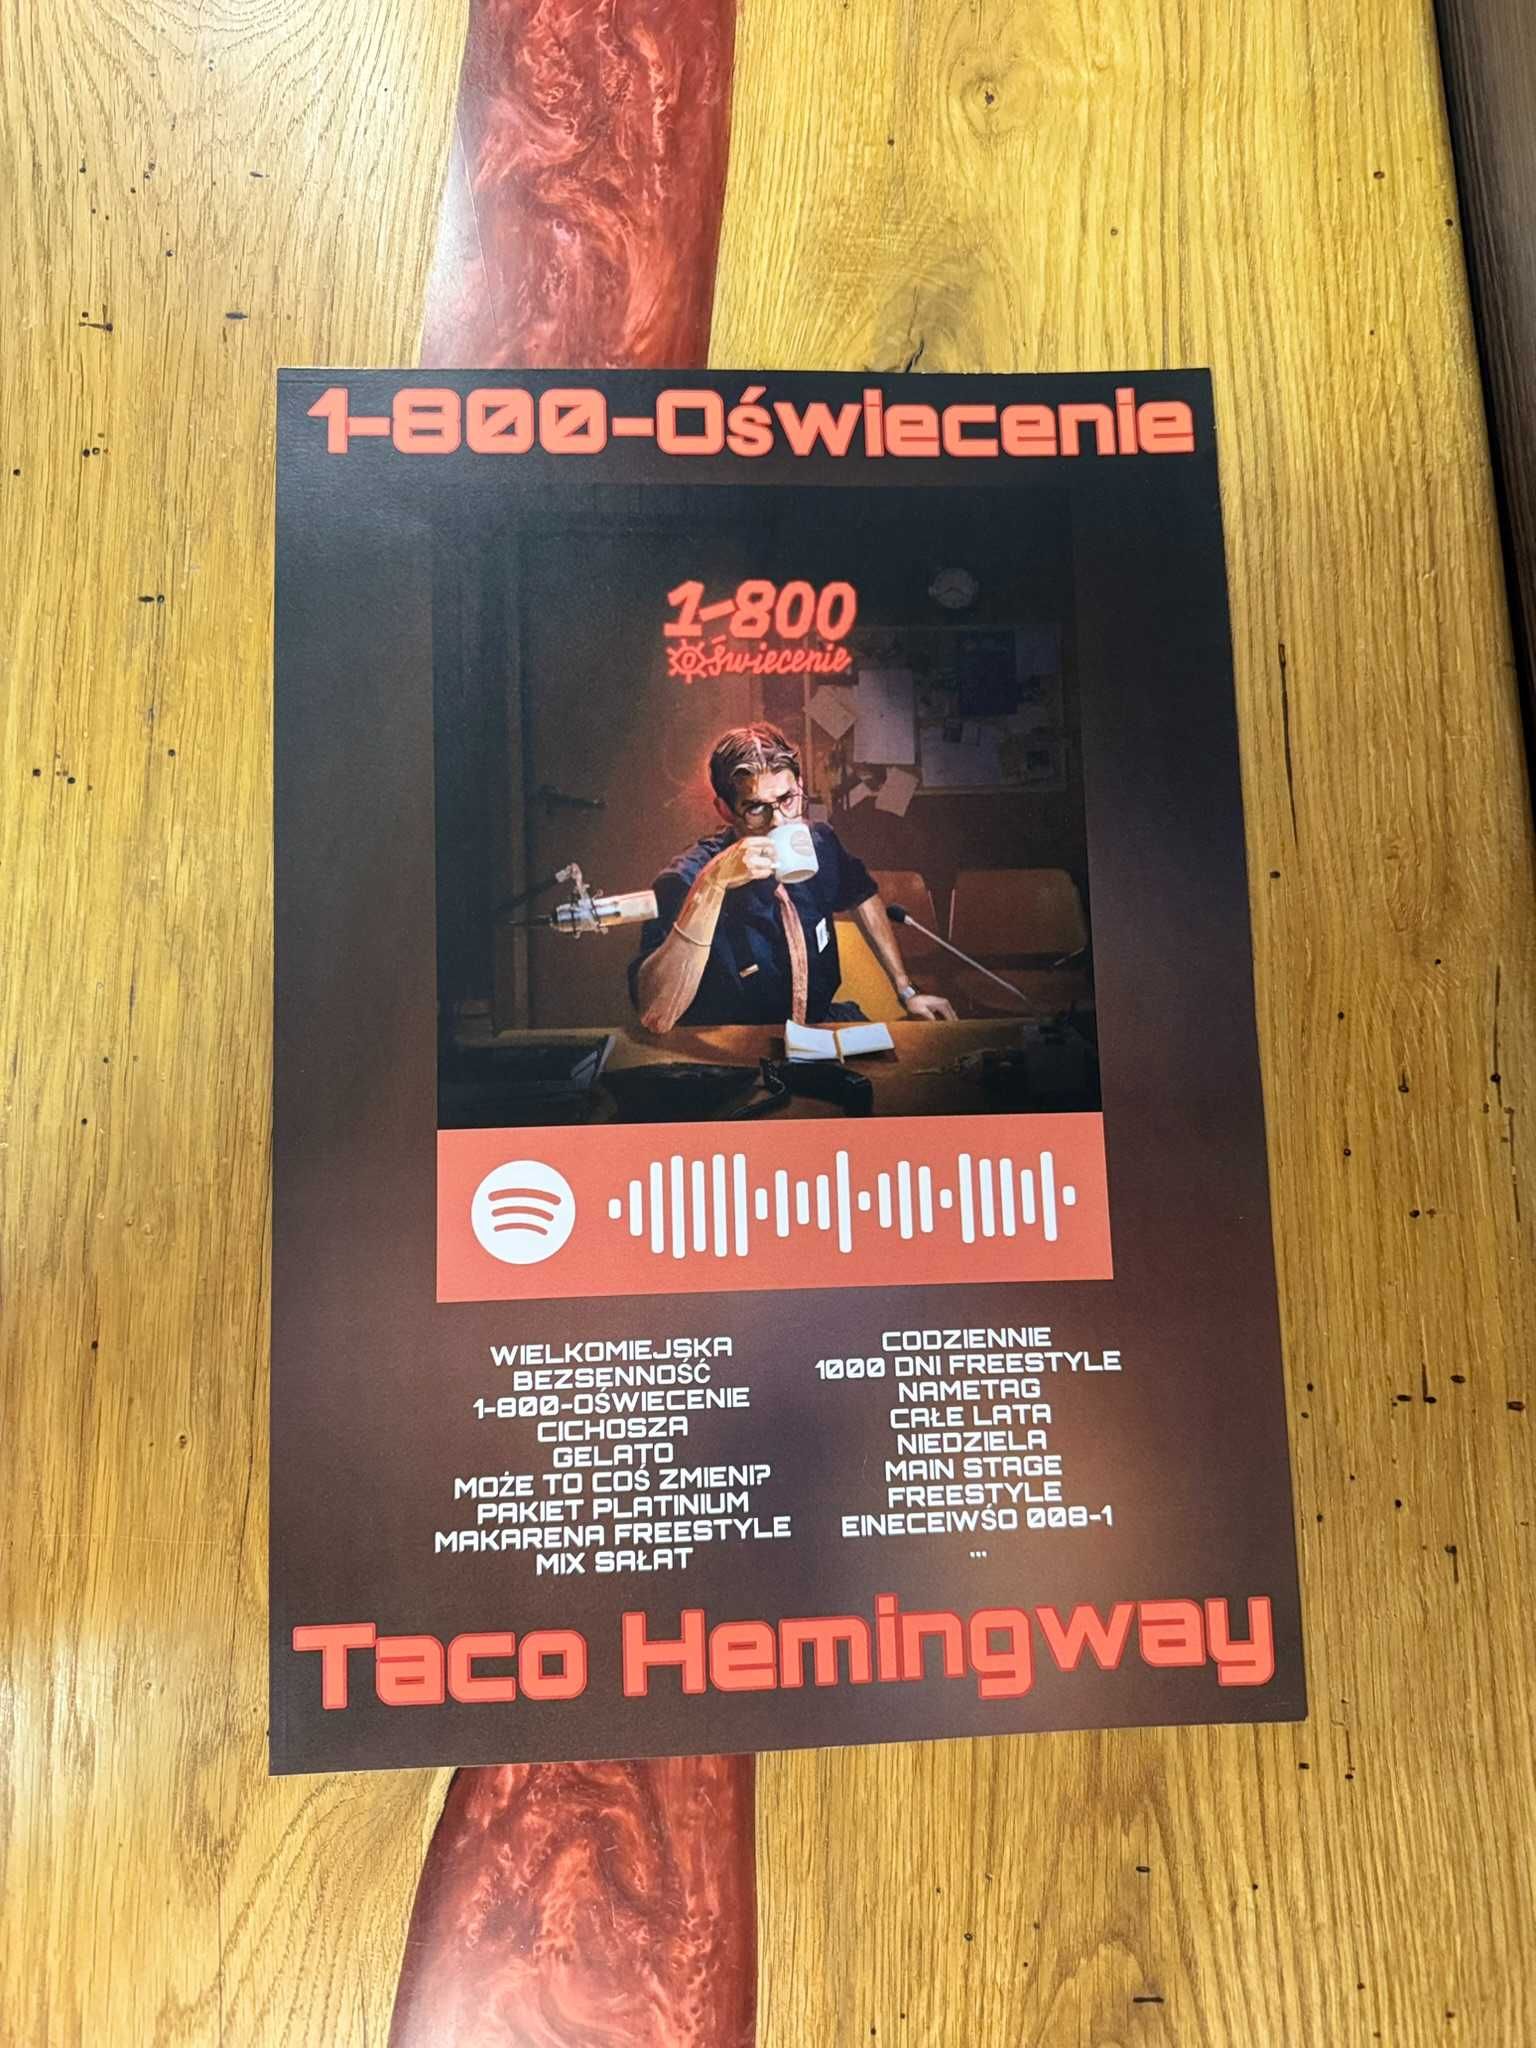 1-800-Oświecenie
1-800
Oświecenie
WIELKOMIEJSKA
BEZSENNOŚĆ
1-800-OŚWIECENIE
CICHOSZA
GELATO
MOŻE TO COŚ ZMIENI?
PAKIET PLATINIUM
MAKARENA FREESTYLE
MIX SAŁAT
CODZIENNIE
1000 DNI FREESTYLE
NAMETAG
CAŁE LATA
NIEDZIELA
MAIN STAGE
FREESTYLE
EINECEIWŚO 008-1
...
Taco Hemingway